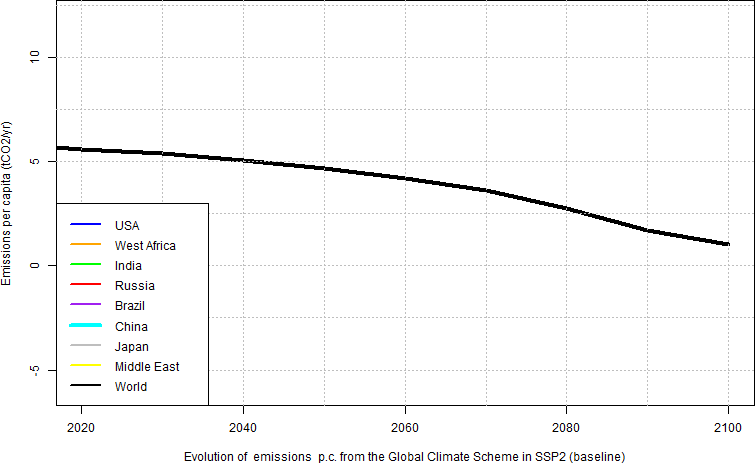 Emissions per capita (tCO2/yr)
10
5
0
-5
USA
West Africa
India
Russia
Brazil
China
Japan
Middle East
World
2020 2040 2060 2080 2100
Evolution of emissions p.c. from the Global Climate Scheme in SSP2 (baseline)